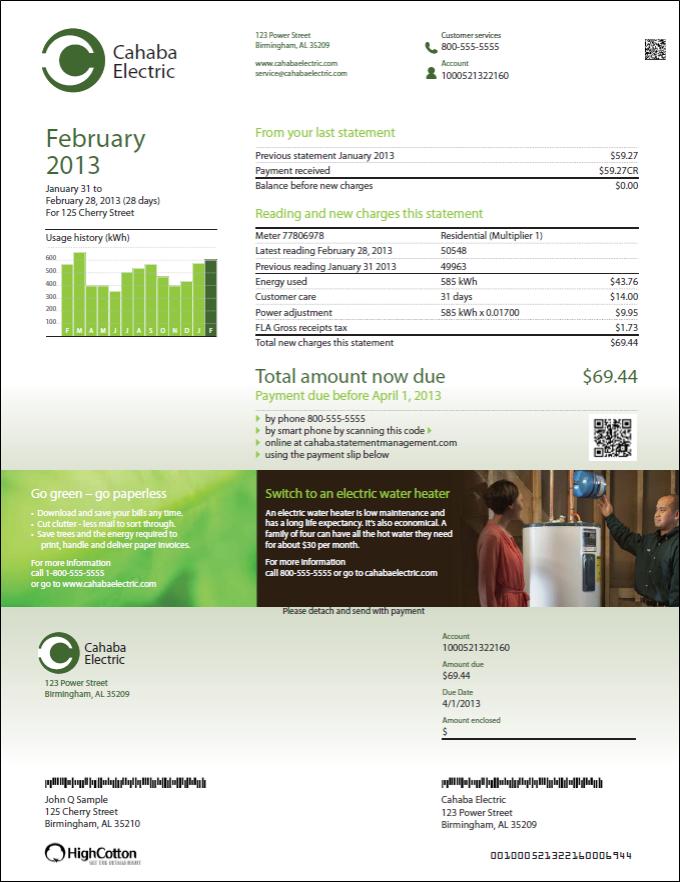 Cahaba
Electric
123 Power Street
Birmingham, AL 35209
www.cahabaelectric.com
service@cahabaelectric.com
Customer services
800-555-5555
Account
1000521322160
February
2013
January 31 to
February 28, 2013 (28 days)
For 125 Cherry Street
Usage history (kWh)
600
500
400
300
200
100
F M A M J J A S O N D J F
From your last statement
Previous statement January 2013 $59.27
Payment received $59.27CR
Balance before new charges $0.00
Reading and new charges this statement
Meter 77806978 Residential (Multiplier 1)
Latest reading February 28, 2013 50548
Previous reading January 31 2013 49963
Energy used 585 kWh $43.76
Customer care 31 days $14.00
Power adjustment 585 kWh x 0.01700 $9.95
FLA Gross receipts tax $1.73
Total new charges this statement $69.44
Total amount now due $69.44
Payment due before April 1, 2013
by phone 800-555-5555
by smart phone by scanning this code
online at cahaba.statementmanagement.com
using the payment slip below
Go green – go paperless
• Download and save your bills any time.
• Cut clutter - less mail to sort through.
• Save trees and the energy required to
print, handle and deliver paper invoices.
For more information
call 1-800-555-5555
or go to www.cahabaelectric.com
Switch to an electric water heater
An electric water heater is low maintenance and
has a long life expectancy. It's also economical. A
family of four can have all the hot water they need
for about $30 per month.
For more information
call 800-555-5555 or go to cahabaelectric.com
Please detach and send with payment
Cahaba
Electric
123 Power Street
Birmingham, AL 35209
Account
1000521322160
Amount due
$69.44
Due Date
4/1/2013
Amount enclosed
$
John Q Sample
125 Cherry Street
Birmingham, AL 35210
Cahaba Electric
123 Power Street
Birmingham, AL 35209
HighCotton
001000521322160006944